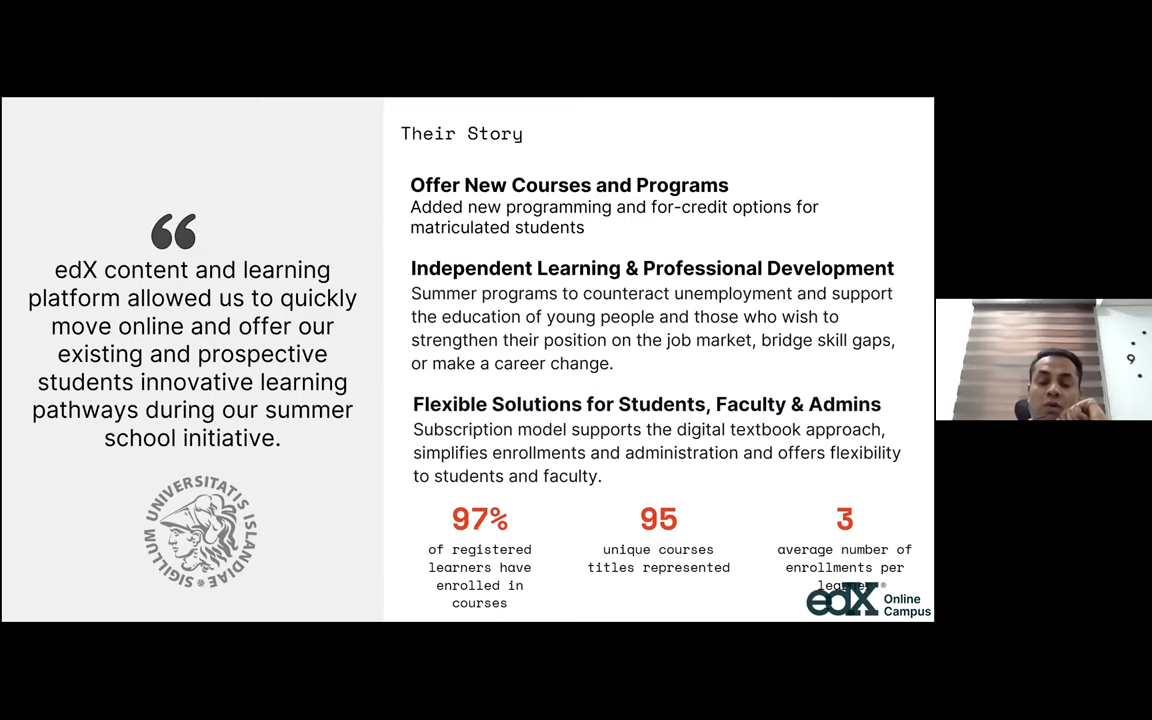 Their Story
“
edX content and learning
platform allowed us to quickly
move online and offer our
existing and prospective
students innovative learning
pathways during our summer
school initiative.
SIGILLUM UNIVERSITATIS ISLANDIAE
Offer New Courses and Programs
Added new programming and for-credit options for
matriculated students
Independent Learning & Professional Development
Summer programs to counteract unemployment and support
the education of young people and those who wish to
strengthen their position on the job market, bridge skill gaps,
or make a career change.
Flexible Solutions for Students, Faculty & Admins
Subscription model supports the digital textbook approach,
simplifies enrollments and administration and offers flexibility
to students and faculty.
97%
of registered
learners have
enrolled in
courses
95
unique courses
titles represented
3
average number of
enrollments per
learner
edX®
Online
Campus
9